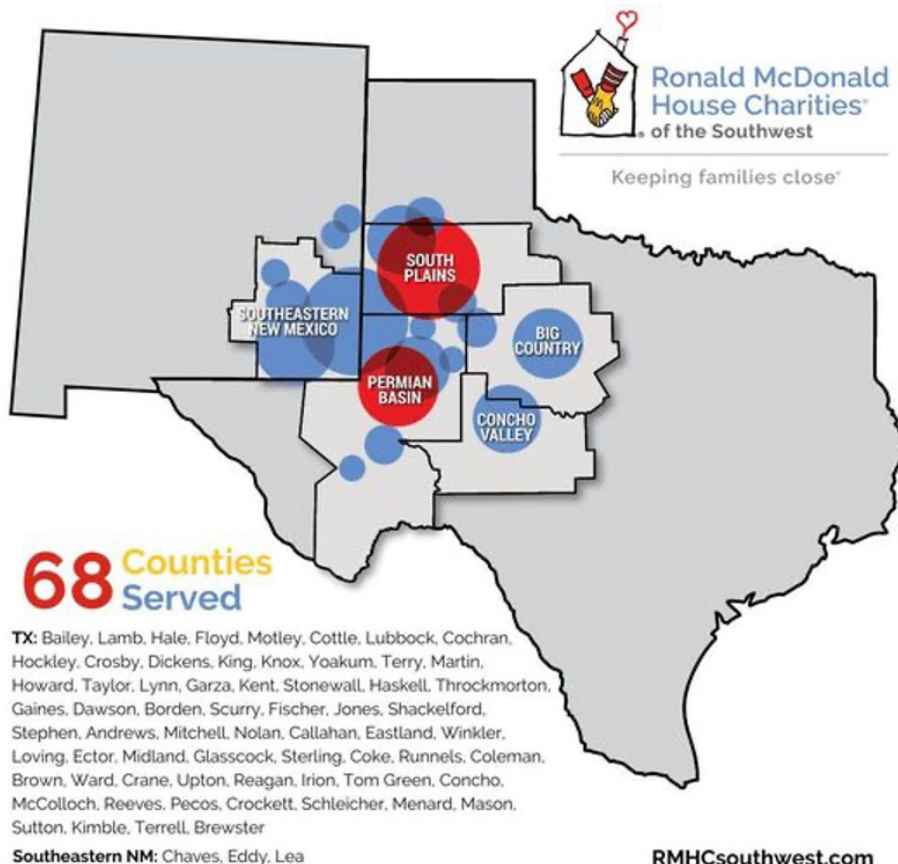 Ronald McDonald
House Charities®
® of the Southwest
Keeping families close®
SOUTH
PLAINS
SOUTHEASTERN
NEW MEXICO
BIG
COUNTRY
PERMIAN
BASIN
CONCHO
VALLEY
68 Counties
Served
TX: Bailey, Lamb, Hale, Floyd, Motley, Cottle, Lubbock, Cochran,
Hockley, Crosby, Dickens, King, Knox, Yoakum, Terry, Martin,
Howard, Taylor, Lynn, Garza, Kent, Stonewall, Haskell, Throckmorton,
Gaines, Dawson, Borden, Scurry, Fischer, Jones, Shackelford,
Stephen, Andrews, Mitchell, Nolan, Callahan, Eastland, Winkler,
Loving, Ector, Midland, Glasscock, Sterling, Coke, Runnels, Coleman,
Brown, Ward, Crane, Upton, Reagan, Irion, Tom Green, Concho,
McColloch, Reeves, Pecos, Crockett, Schleicher, Menard, Mason,
Sutton, Kimble, Terrell, Brewster
Southeastern NM: Chaves, Eddy, Lea
RMHCsouthwest.com